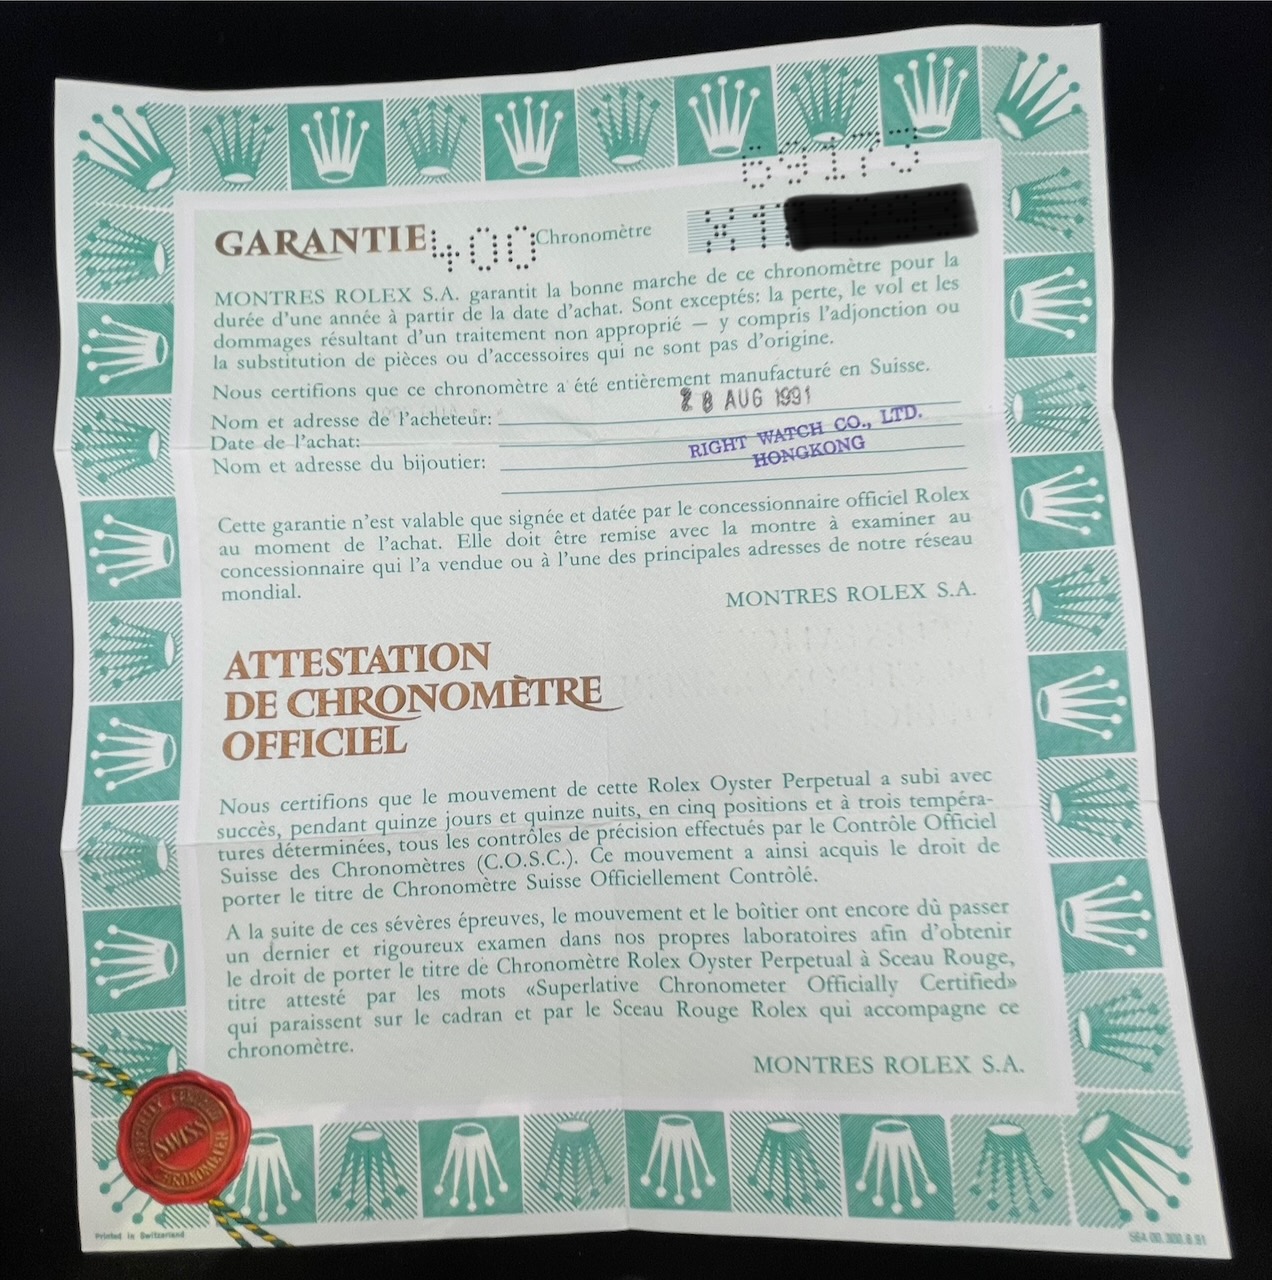 69173
GARANTIE 400 Chronomètre
MONTRES ROLEX S.A. garantit la bonne marche de ce chronomètre pour la
durée d'une année à partir de la date d'achat. Sont exceptés: la perte, le vol et les
dommages résultant d'un traitement non approprié — y compris l'adjonction ou
la substitution de pièces ou d'accessoires qui ne sont pas d'origine.
Nous certifions que ce chronomètre a été entièrement manufacturé en Suisse.
AUG 1991
Nom et adresse de l'acheteur:
Date de l'achat:
RIGHT WATCH CO., LTD.
HONGKONG
Nom et adresse du bijoutier:
Cette garantie n'est valable que signée et datée par le concessionnaire officiel Rolex
au moment de l'achat. Elle doit être remise avec la montre à examiner au
concessionnaire qui l'a vendue ou à l'une des principales adresses de notre réseau
mondial.
MONTRES ROLEX S.A.
ATTESTATION
DE CHRONOMÈTRE
OFFICIEL
Nous certifions que le mouvement de cette Rolex Oyster Perpetual a subi avec
succès, pendant quinze jours et quinze nuits, en cinq positions et à trois tempéra-
tures déterminées, tous les contrôles de précision effectués par le Contrôle Officiel
Suisse des Chronomètres (C.O.S.C.). Ce mouvement a ainsi acquis le droit de
porter le titre de Chronomètre Suisse Officiellement Contrôlé.
A la suite de ces sévères épreuves, le mouvement et le boîtier ont encore dû passer
un dernier et rigoureux examen dans nos propres laboratoires afin d'obtenir
le droit de porter le titre de Chronomètre Rolex Oyster Perpetual à Sceau Rouge,
titre attesté par les mots «Superlative Chronometer Officially Certified»
qui paraissent sur le cadran et par le Sceau Rouge Rolex qui accompagne ce
chronomètre.
MONTRES ROLEX S.A.
SWISS
CHRONOMETER
Printed in Switzerland
564.00.300.8.91